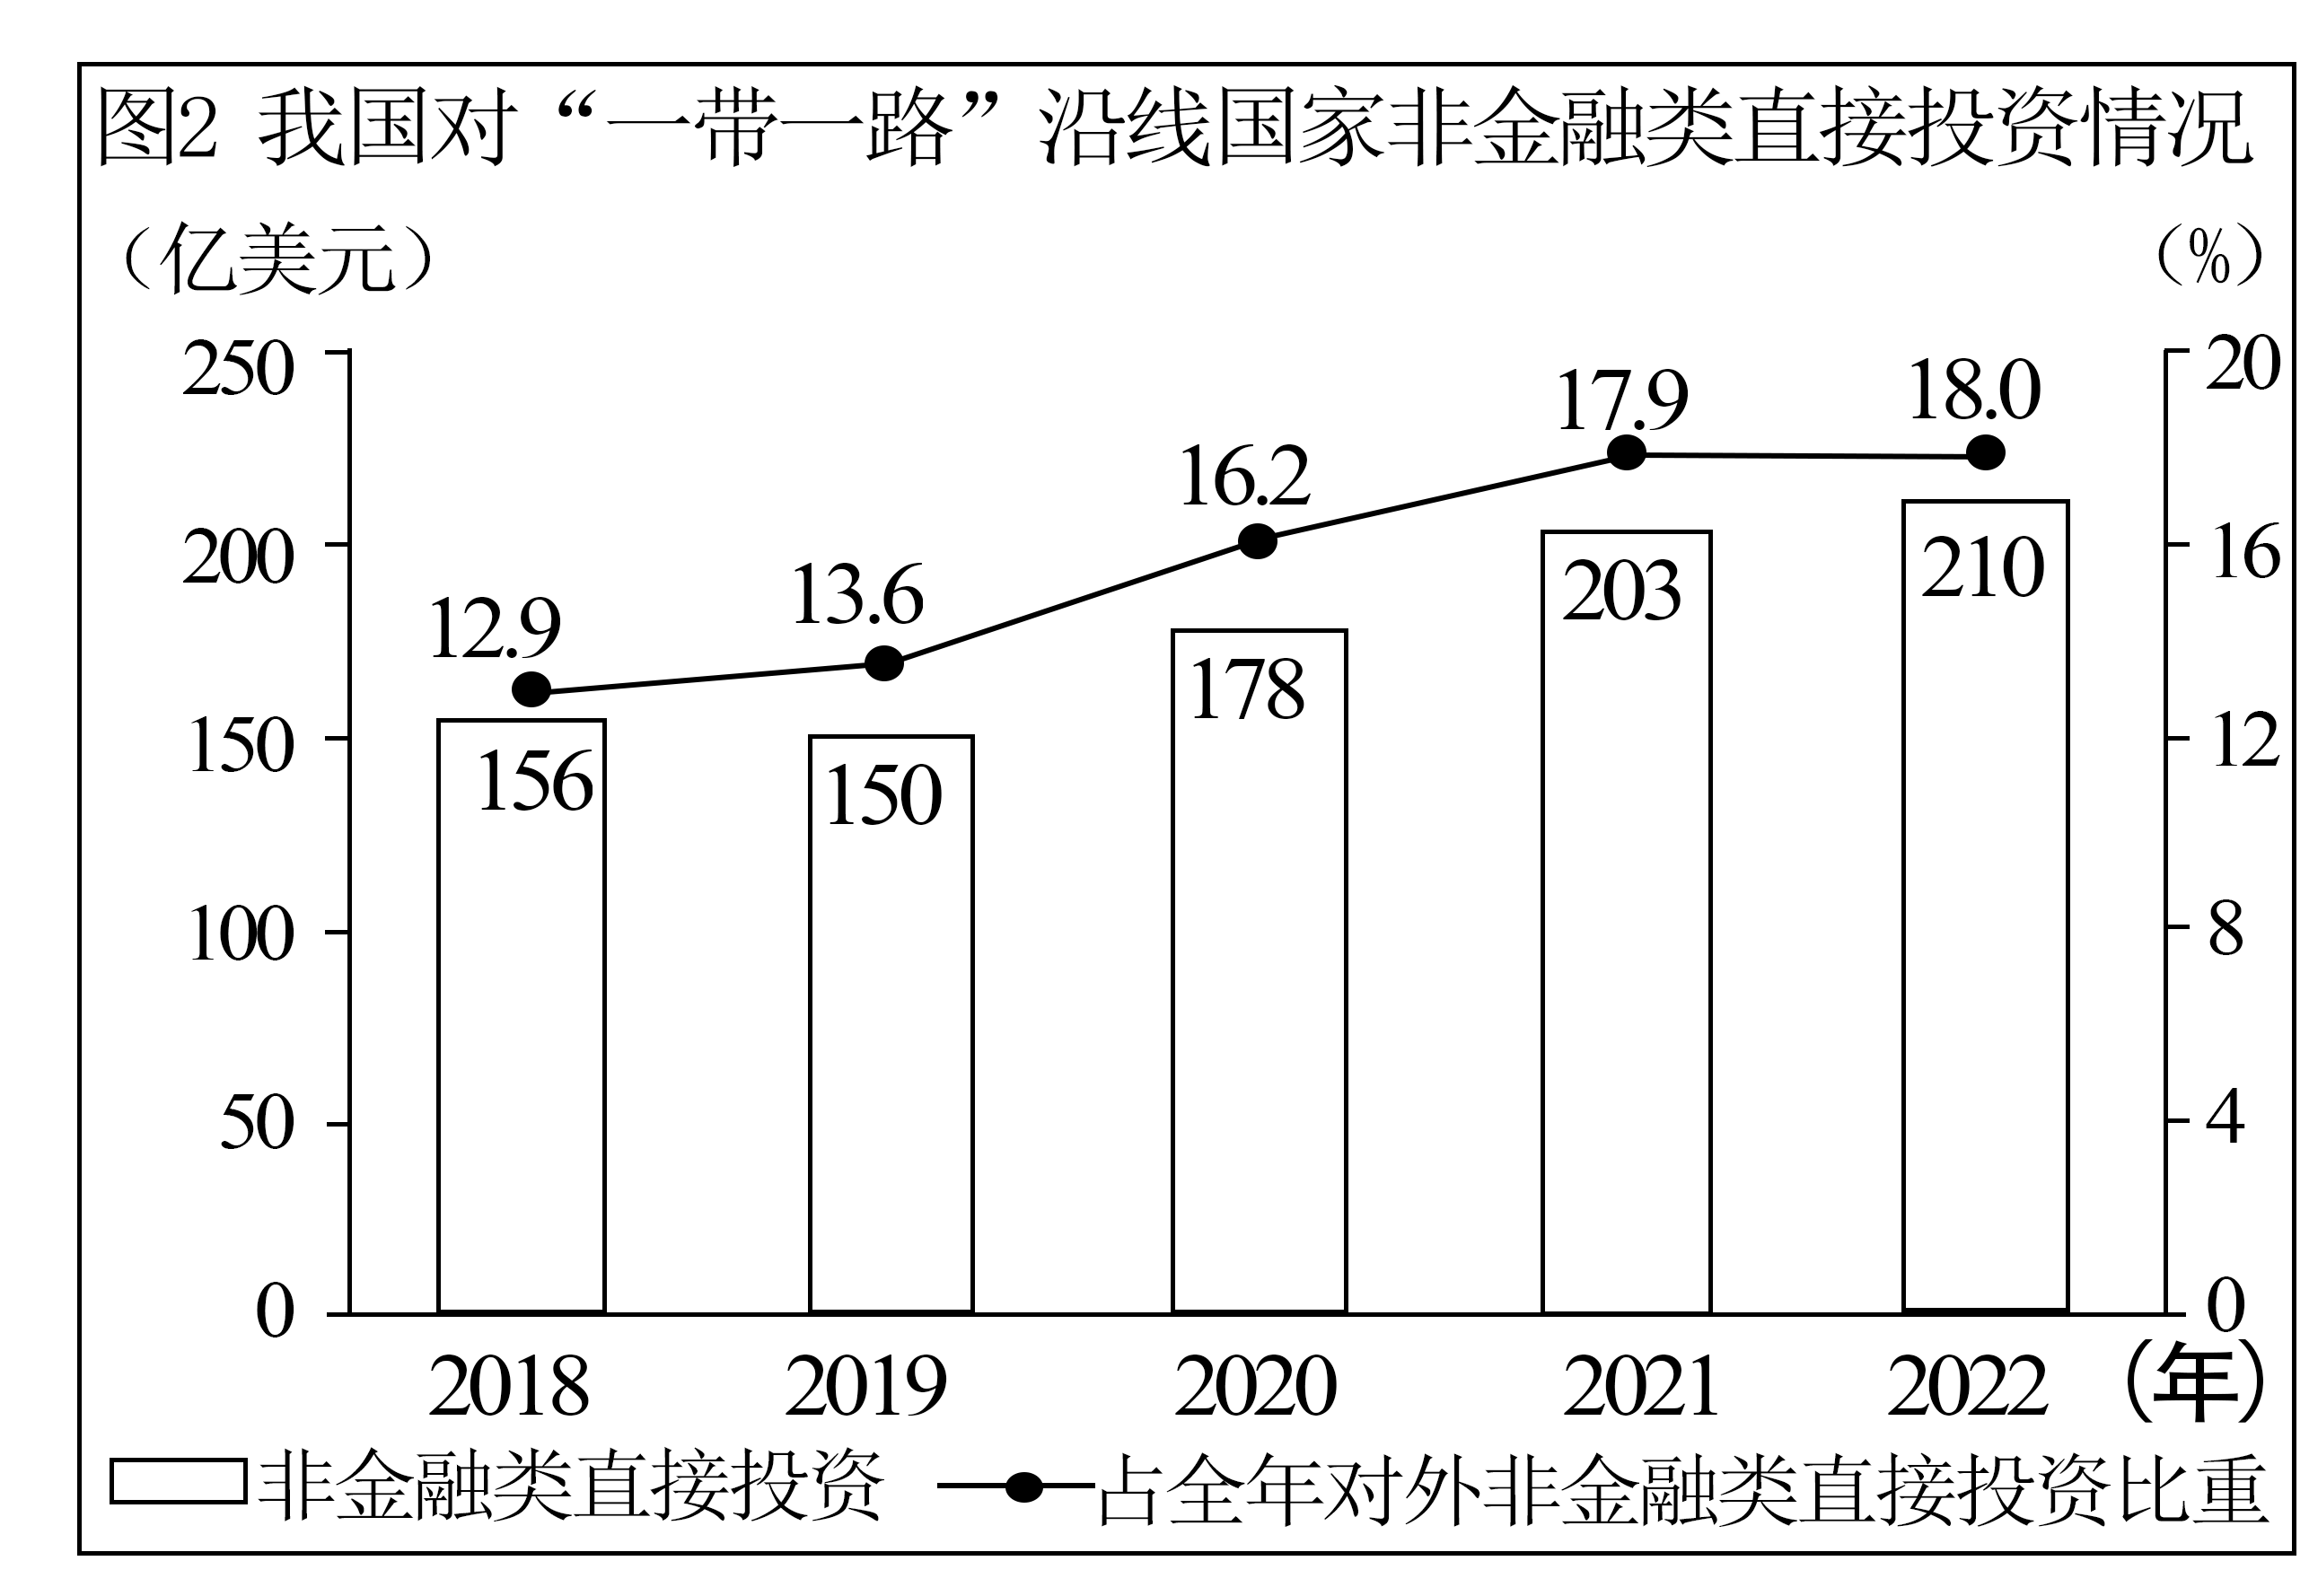 图2 我国对“一带一路”沿线国家非金融类直接投资情况
（亿美元） （%）
250 20
200 16
150 12
100 8
50 4
0 0
12.9 13.6 16.2 17.9 18.0
156 150 178 203 210
2018 2019 2020 2021 2022 (年)
非金融类直接投资 占全年对外非金融类直接投资比重